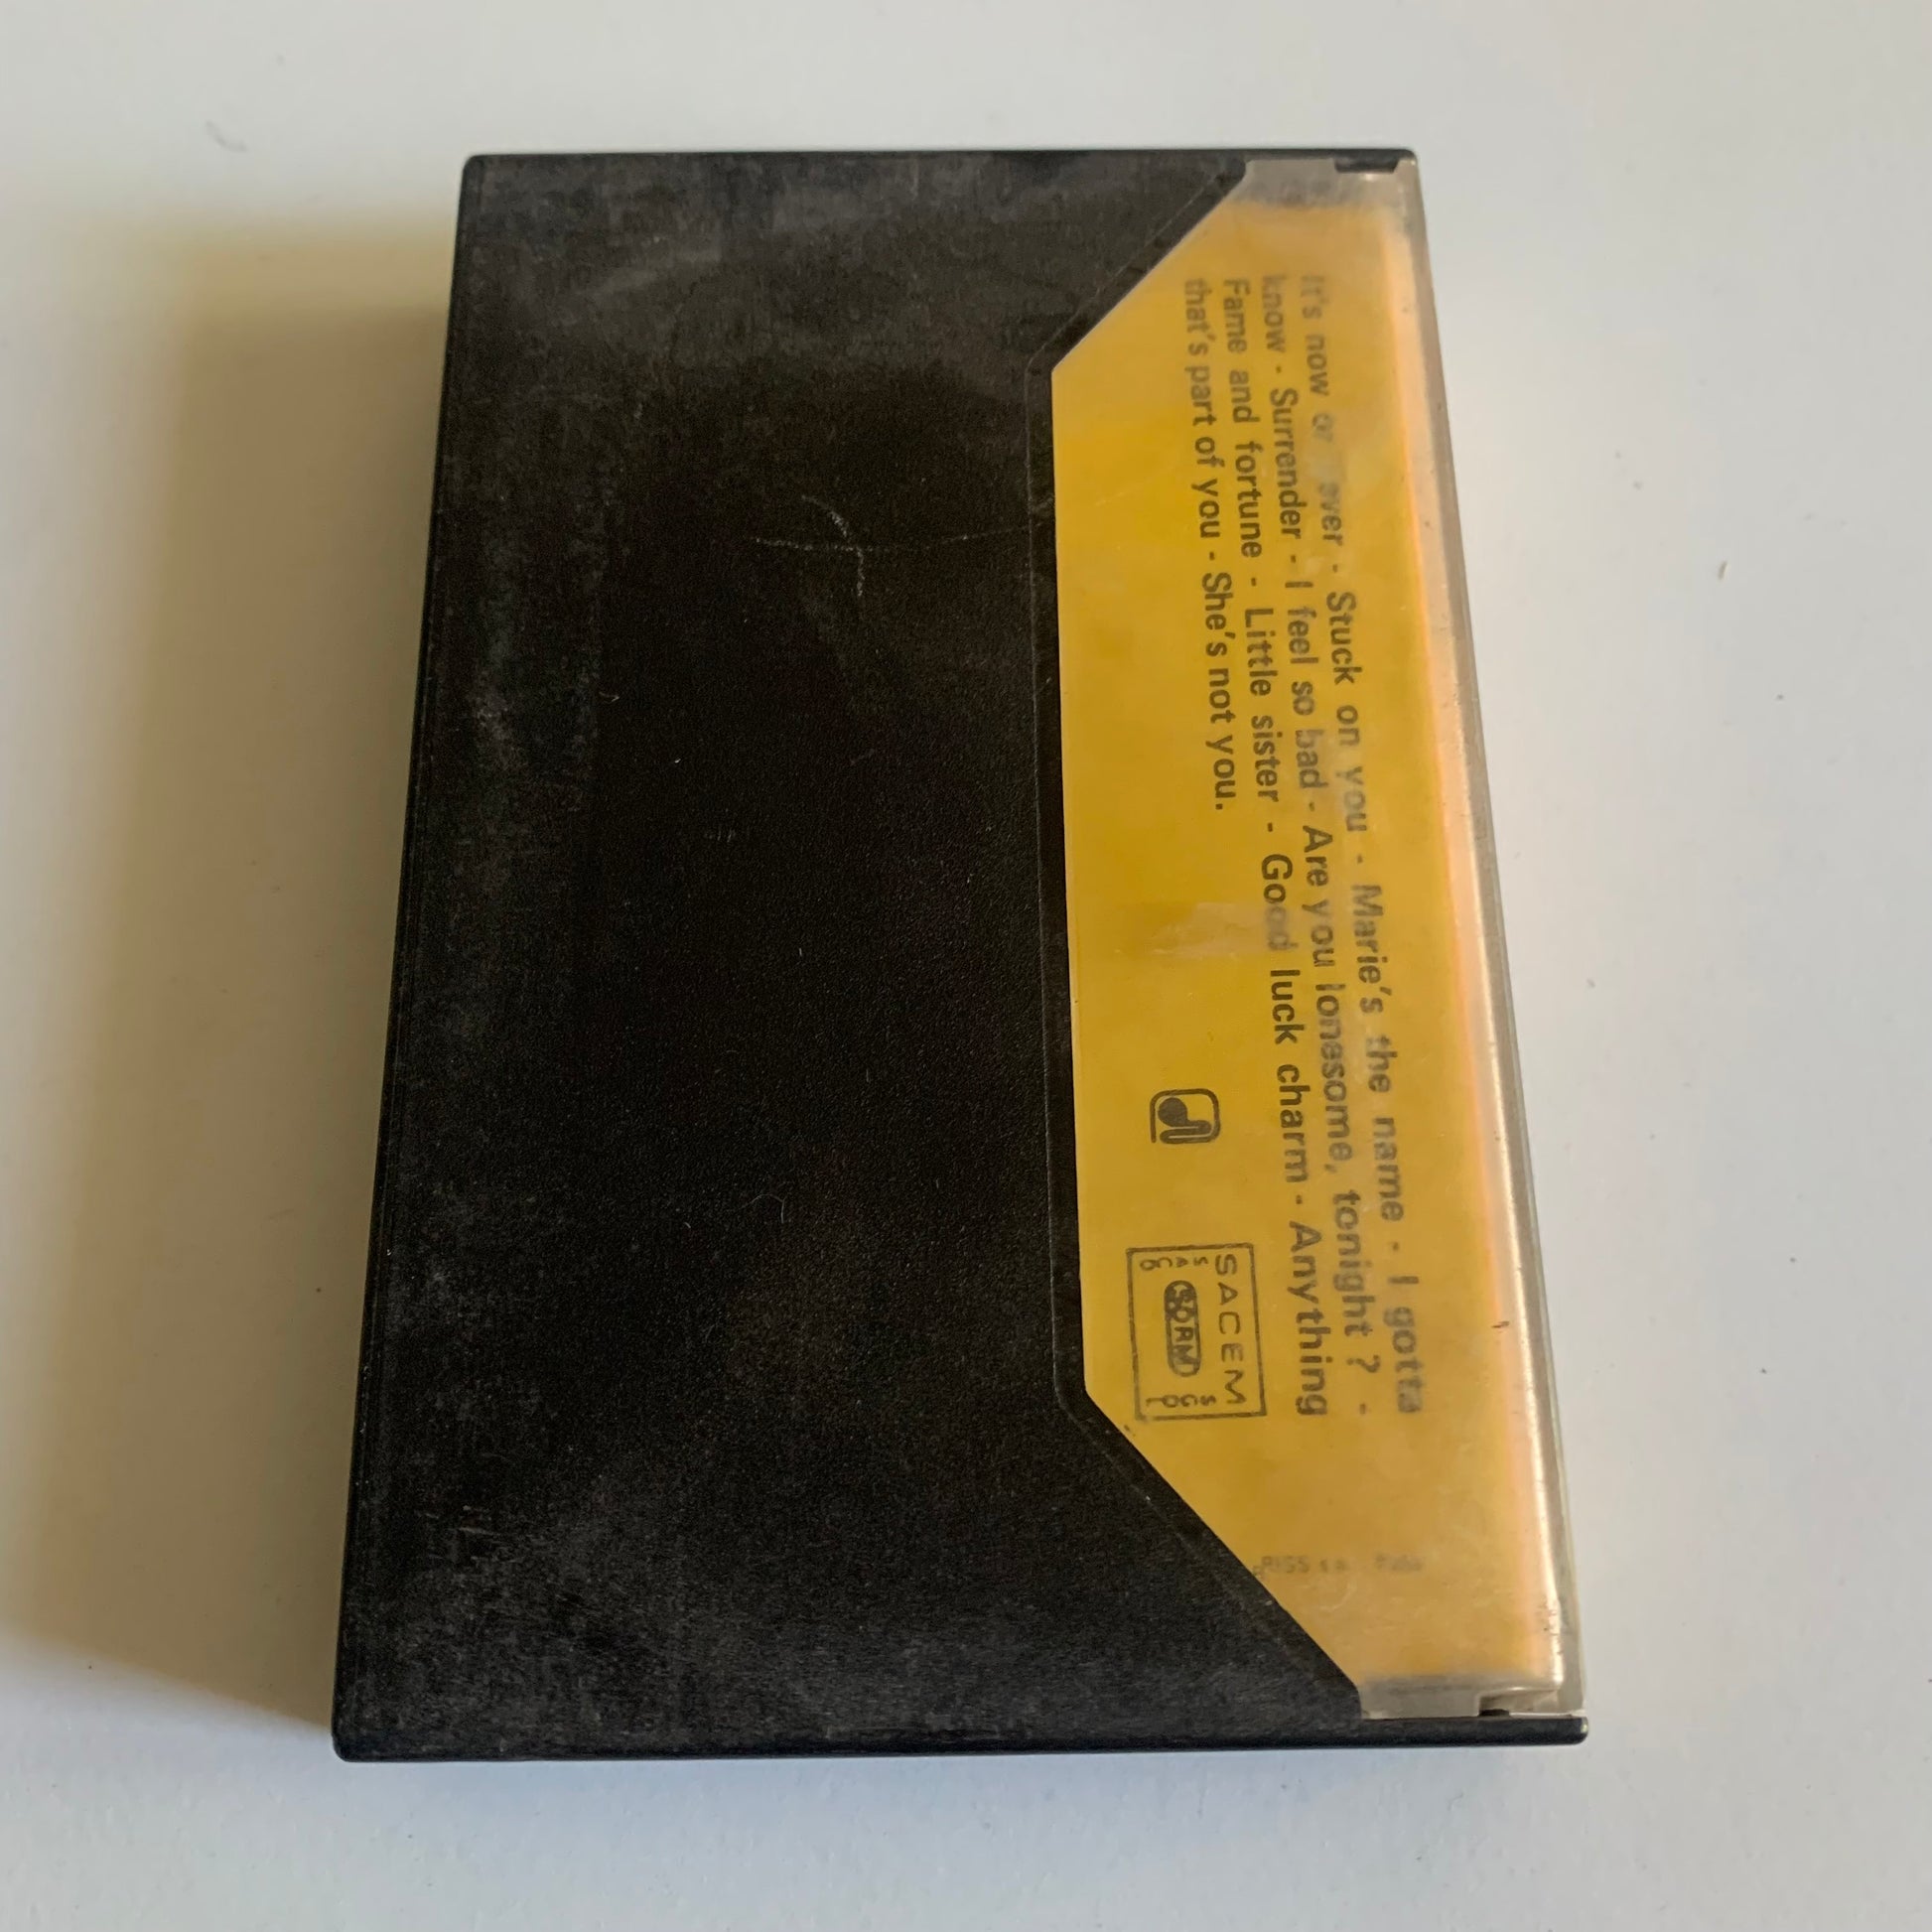 It's now or ever - Stuck on you - Marie's the name - I gotta
know - Surrender - I feel so bad - Are you lonesome, tonight ? -
Fame and fortune - Little sister - Good luck charm - Anything
that's part of you - She's not you.
SACEM